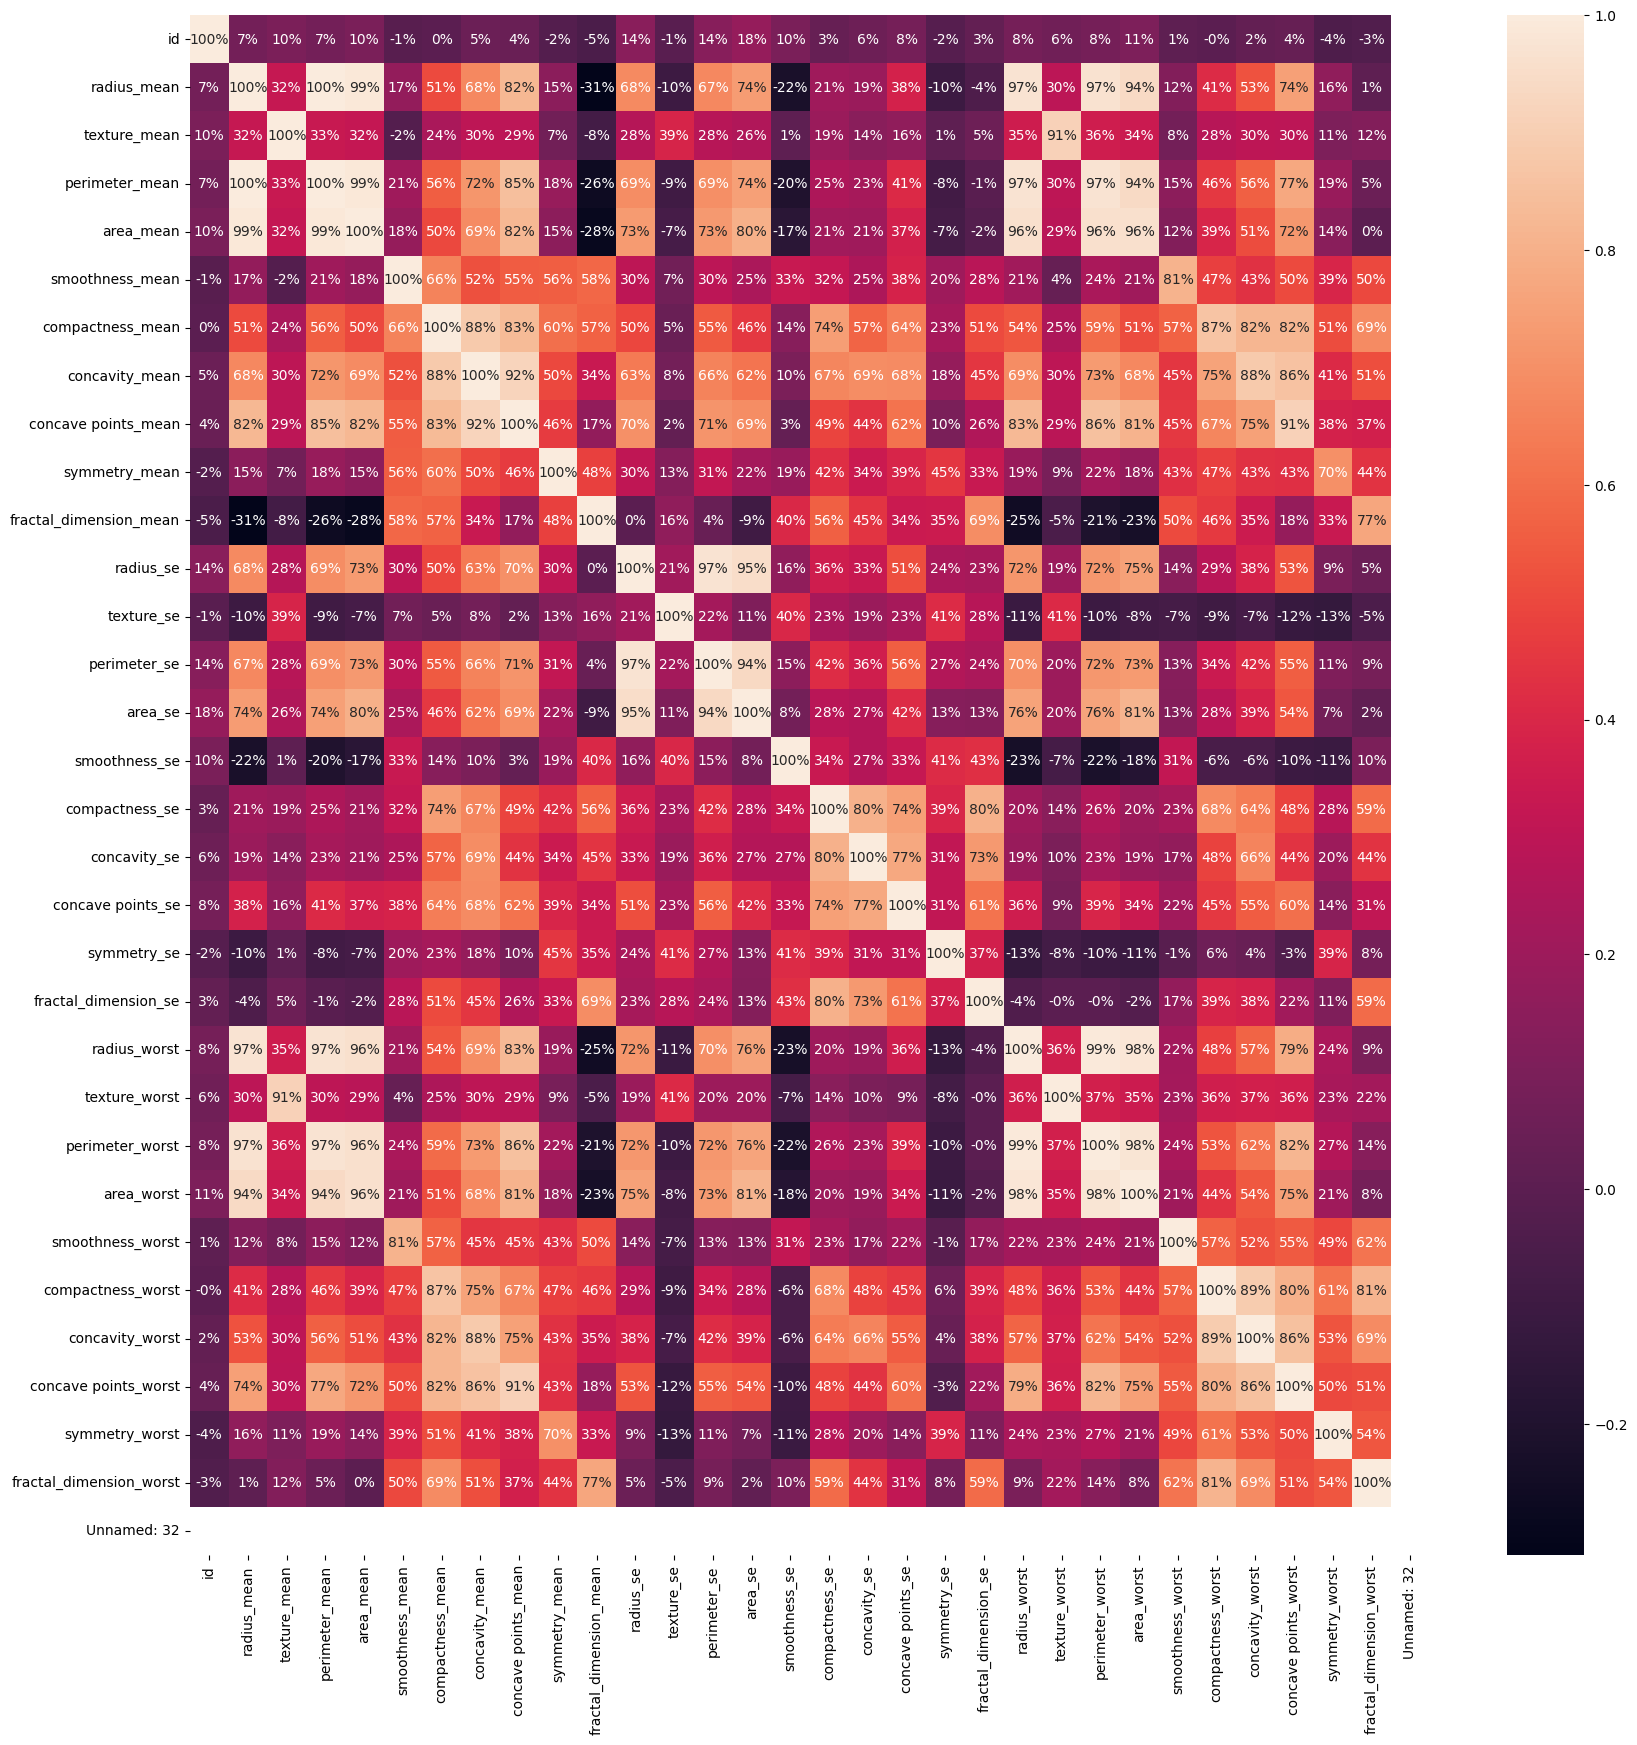 id 100% 7% 10% 7% 10% -1% 0% 5% 4% -2% -5% 14% -1% 14% 18% 10% 3% 6% 8% -2% 3% 8% 6% 8% 11% 1% -0% 2% 4% -4% -3%
radius_mean 7% 100% 32% 100% 99% 17% 51% 68% 82% 15% -31% 68% -10% 67% 74% -22% 21% 19% 38% -10% -4% 97% 30% 97% 94% 12% 41% 53% 74% 16% 1%
texture_mean 10% 32% 100% 33% 32% -2% 24% 30% 29% 7% -8% 28% 39% 28% 26% 1% 19% 14% 16% 1% 5% 35% 91% 36% 34% 8% 28% 30% 30% 11% 12%
perimeter_mean 7% 100% 33% 100% 99% 21% 56% 72% 85% 18% -26% 69% -9% 69% 74% -20% 25% 23% 41% -8% -1% 97% 30% 97% 94% 15% 46% 56% 77% 19% 5%
area_mean 10% 99% 32% 99% 100% 18% 50% 69% 82% 15% -28% 73% -7% 73% 80% -17% 21% 21% 37% -7% -2% 96% 29% 96% 96% 12% 39% 51% 72% 14% 0%
smoothness_mean -1% 17% -2% 21% 18% 100% 66% 52% 55% 56% 58% 30% 7% 30% 25% 33% 32% 25% 38% 20% 28% 21% 4% 24% 21% 81% 47% 43% 50% 39% 50%
compactness_mean 0% 51% 24% 56% 50% 66% 100% 88% 83% 60% 57% 50% 5% 55% 46% 14% 74% 57% 64% 23% 51% 54% 25% 59% 51% 57% 87% 82% 82% 51% 69%
concavity_mean 5% 68% 30% 72% 69% 52% 88% 100% 92% 50% 34% 63% 8% 66% 62% 10% 67% 69% 68% 18% 45% 69% 30% 73% 68% 45% 75% 88% 86% 41% 51%
concave points_mean 4% 82% 29% 85% 82% 55% 83% 92% 100% 46% 17% 70% 2% 71% 69% 3% 49% 44% 62% 10% 26% 83% 29% 86% 81% 45% 67% 75% 91% 38% 37%
symmetry_mean -2% 15% 7% 18% 15% 56% 60% 50% 46% 100% 48% 30% 13% 31% 22% 19% 42% 34% 39% 45% 33% 19% 9% 22% 18% 43% 47% 43% 43% 70% 44%
fractal_dimension_mean -5% -31% -8% -26% -28% 58% 57% 34% 17% 48% 100% 0% 16% 4% -9% 40% 56% 45% 34% 35% 69% -25% -5% -21% -23% 50% 46% 35% 18% 33% 77%
radius_se 14% 68% 28% 69% 73% 30% 50% 63% 70% 30% 0% 100% 21% 97% 95% 16% 36% 33% 51% 24% 23% 72% 19% 72% 75% 14% 29% 38% 53% 9% 5%
texture_se -1% -10% 39% -9% -7% 7% 5% 8% 2% 13% 16% 21% 100% 22% 11% 40% 23% 19% 23% 41% 28% -11% 41% -10% -8% -7% -9% -7% -12% -13% -5%
perimeter_se 14% 67% 28% 69% 73% 30% 55% 66% 71% 31% 4% 97% 22% 100% 94% 15% 42% 36% 56% 27% 24% 70% 20% 72% 73% 13% 34% 42% 55% 11% 9%
area_se 18% 74% 26% 74% 80% 25% 46% 62% 69% 22% -9% 95% 11% 94% 100% 8% 28% 27% 42% 13% 13% 76% 20% 76% 81% 13% 28% 39% 54% 7% 2%
smoothness_se 10% -22% 1% -20% -17% 33% 14% 10% 3% 19% 40% 16% 40% 15% 8% 100% 34% 27% 33% 41% 43% -23% -7% -22% -18% 31% -6% -6% -10% -11% 10%
compactness_se 3% 21% 19% 25% 21% 32% 74% 67% 49% 42% 56% 36% 23% 42% 28% 34% 100% 80% 74% 39% 80% 20% 14% 26% 20% 23% 68% 64% 48% 28% 59%
concavity_se 6% 19% 14% 23% 21% 25% 57% 69% 44% 34% 45% 33% 19% 36% 27% 27% 80% 100% 77% 31% 73% 19% 10% 23% 19% 17% 48% 66% 44% 20% 44%
concave points_se 8% 38% 16% 41% 37% 38% 64% 68% 62% 39% 34% 51% 23% 56% 42% 33% 74% 77% 100% 31% 61% 36% 9% 39% 34% 22% 45% 55% 60% 14% 31%
symmetry_se -2% -10% 1% -8% -7% 20% 23% 18% 10% 45% 35% 24% 41% 27% 13% 41% 39% 31% 31% 100% 37% -13% -8% -10% -11% -1% 6% 4% -3% 39% 8%
fractal_dimension_se 3% -4% 5% -1% -2% 28% 51% 45% 26% 33% 69% 23% 28% 24% 13% 43% 80% 73% 61% 37% 100% -4% -0% -0% -2% 17% 39% 38% 22% 11% 59%
radius_worst 8% 97% 35% 97% 96% 21% 54% 69% 83% 19% -25% 72% -11% 70% 76% -23% 20% 19% 36% -13% -4% 100% 36% 99% 98% 22% 48% 57% 79% 24% 9%
texture_worst 6% 30% 91% 30% 29% 4% 25% 30% 29% 9% -5% 19% 41% 20% 20% -7% 14% 10% 9% -8% -0% 36% 100% 37% 35% 23% 36% 37% 36% 23% 22%
perimeter_worst 8% 97% 36% 97% 96% 24% 59% 73% 86% 22% -21% 72% -10% 72% 76% -22% 26% 23% 39% -10% -0% 99% 37% 100% 98% 24% 53% 62% 82% 27% 14%
area_worst 11% 94% 34% 94% 96% 21% 51% 68% 81% 18% -23% 75% -8% 73% 81% -18% 20% 19% 34% -11% -2% 98% 35% 98% 100% 21% 44% 54% 75% 21% 8%
smoothness_worst 1% 12% 8% 15% 12% 81% 57% 45% 45% 43% 50% 14% -7% 13% 13% 31% 23% 17% 22% -1% 17% 22% 23% 24% 21% 100% 57% 52% 55% 49% 62%
compactness_worst -0% 41% 28% 46% 39% 47% 87% 75% 67% 47% 46% 29% -9% 34% 28% -6% 68% 48% 45% 6% 39% 48% 36% 53% 44% 57% 100% 89% 80% 61% 81%
concavity_worst 2% 53% 30% 56% 51% 43% 82% 88% 75% 43% 35% 38% -7% 42% 39% -6% 64% 66% 55% 4% 38% 57% 37% 62% 54% 52% 89% 100% 86% 53% 69%
concave points_worst 4% 74% 30% 77% 72% 50% 82% 86% 91% 43% 18% 53% -12% 55% 54% -10% 48% 44% 60% -3% 22% 79% 36% 82% 75% 55% 80% 86% 100% 50% 51%
symmetry_worst -4% 16% 11% 19% 14% 39% 51% 41% 38% 70% 33% 9% -13% 11% 7% -11% 28% 20% 14% 39% 11% 24% 23% 27% 21% 49% 61% 53% 50% 100% 54%
fractal_dimension_worst -3% 1% 12% 5% 0% 50% 69% 51% 37% 44% 77% 5% -5% 9% 2% 10% 59% 44% 31% 8% 59% 9% 22% 14% 8% 62% 81% 69% 51% 54% 100%
Unnamed: 32
id
radius_mean
texture_mean
perimeter_mean
area_mean
smoothness_mean
compactness_mean
concavity_mean
concave points_mean
symmetry_mean
fractal_dimension_mean
radius_se
texture_se
perimeter_se
area_se
smoothness_se
compactness_se
concavity_se
concave points_se
symmetry_se
fractal_dimension_se
radius_worst
texture_worst
perimeter_worst
area_worst
smoothness_worst
compactness_worst
concavity_worst
concave points_worst
symmetry_worst
fractal_dimension_worst
Unnamed: 32
1.0
0.8
0.6
0.4
0.2
0.0
−0.2